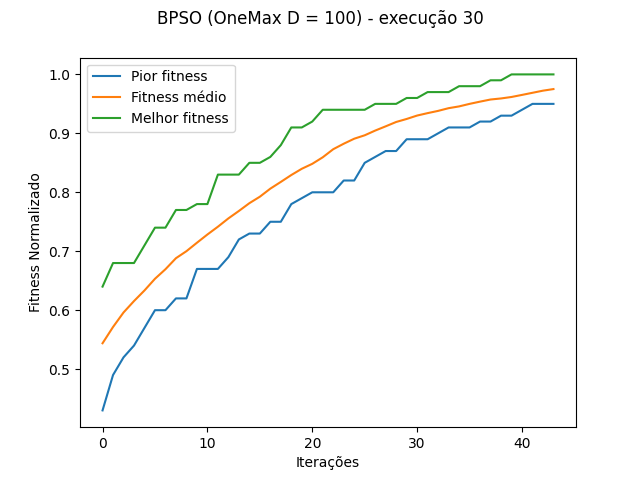 BPSO (OneMax D = 100) - execução 30
Pior fitness
Fitness médio
Melhor fitness
Fitness Normalizado
1.0
0.9
0.8
0.7
0.6
0.5
0 10 20 30 40
Iterações